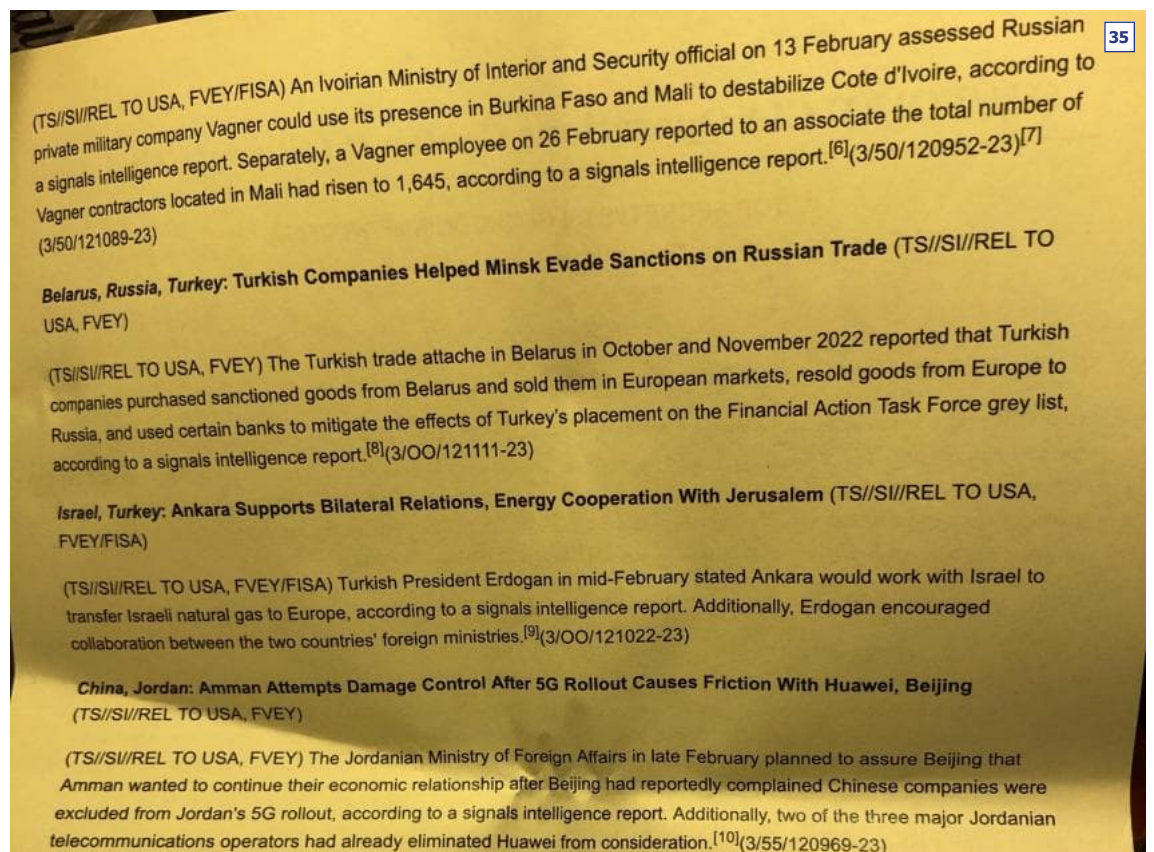 35
(TS//SI//REL TO USA, FVEY/FISA) An Ivoirian Ministry of Interior and Security official on 13 February assessed Russian
private military company Vagner could use its presence in Burkina Faso and Mali to destabilize Cote d'Ivoire, according to
a signals intelligence report. Separately, a Vagner employee on 26 February reported to an associate the total number of
Vagner contractors located in Mali had risen to 1,645, according to a signals intelligence report.[6](3/50/120952-23)[7]
(3/50/121089-23)
Belarus, Russia, Turkey: Turkish Companies Helped Minsk Evade Sanctions on Russian Trade (TS//SI//REL TO
USA, FVEY)
(TS//SI//REL TO USA, FVEY) The Turkish trade attache in Belarus in October and November 2022 reported that Turkish
companies purchased sanctioned goods from Belarus and sold them in European markets, resold goods from Europe to
Russia, and used certain banks to mitigate the effects of Turkey's placement on the Financial Action Task Force grey list,
according to a signals intelligence report.[8](3/OO/121111-23)
Israel, Turkey: Ankara Supports Bilateral Relations, Energy Cooperation With Jerusalem (TS//SI//REL TO USA,
FVEY/FISA)
(TS//SI//REL TO USA, FVEY/FISA) Turkish President Erdogan in mid-February stated Ankara would work with Israel to
transfer Israeli natural gas to Europe, according to a signals intelligence report. Additionally, Erdogan encouraged
collaboration between the two countries' foreign ministries.[9](3/OO/121022-23)
China, Jordan: Amman Attempts Damage Control After 5G Rollout Causes Friction With Huawei, Beijing
(TS//SI//REL TO USA, FVEY)
(TS//SI//REL TO USA, FVEY) The Jordanian Ministry of Foreign Affairs in late February planned to assure Beijing that
Amman wanted to continue their economic relationship after Beijing had reportedly complained Chinese companies were
excluded from Jordan's 5G rollout, according to a signals intelligence report. Additionally, two of the three major Jordanian
telecommunications operators had already eliminated Huawei from consideration.[10](3/55/120969-23)